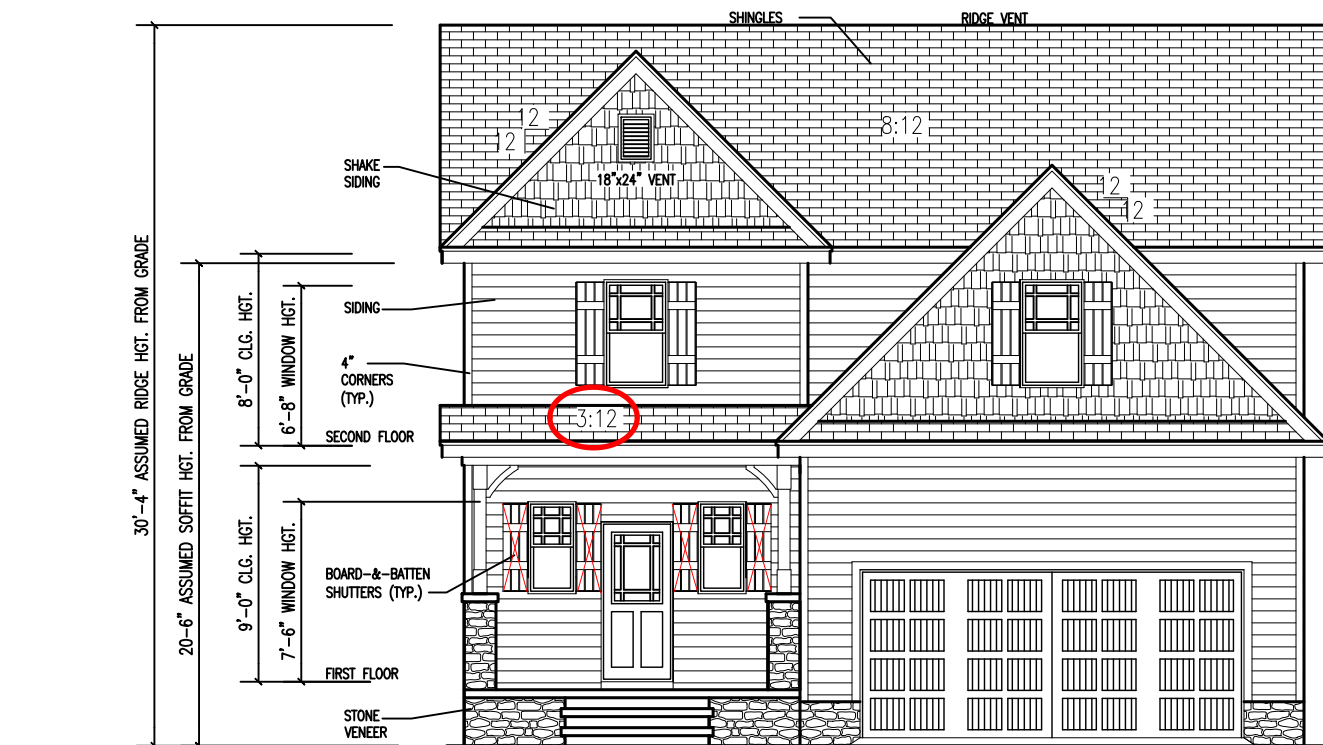 SHINGLES
RIDGE VENT
12
12
8:12
SHAKE
SIDING
18"x24" VENT
12
12
30'-4" ASSUMED RIDGE HGT. FROM GRADE
20-6" ASSUMED SOFFIT HGT. FROM GRADE
8'-0" CLG. HGT.
6'-8" WINDOW HGT.
SIDING
4"
CORNERS
(TYP.)
3:12
SECOND FLOOR
9'-0" CLG. HGT.
7'-6" WINDOW HGT.
BOARD-&-BATTEN
SHUTTERS (TYP.)
FIRST FLOOR
STONE
VENEER